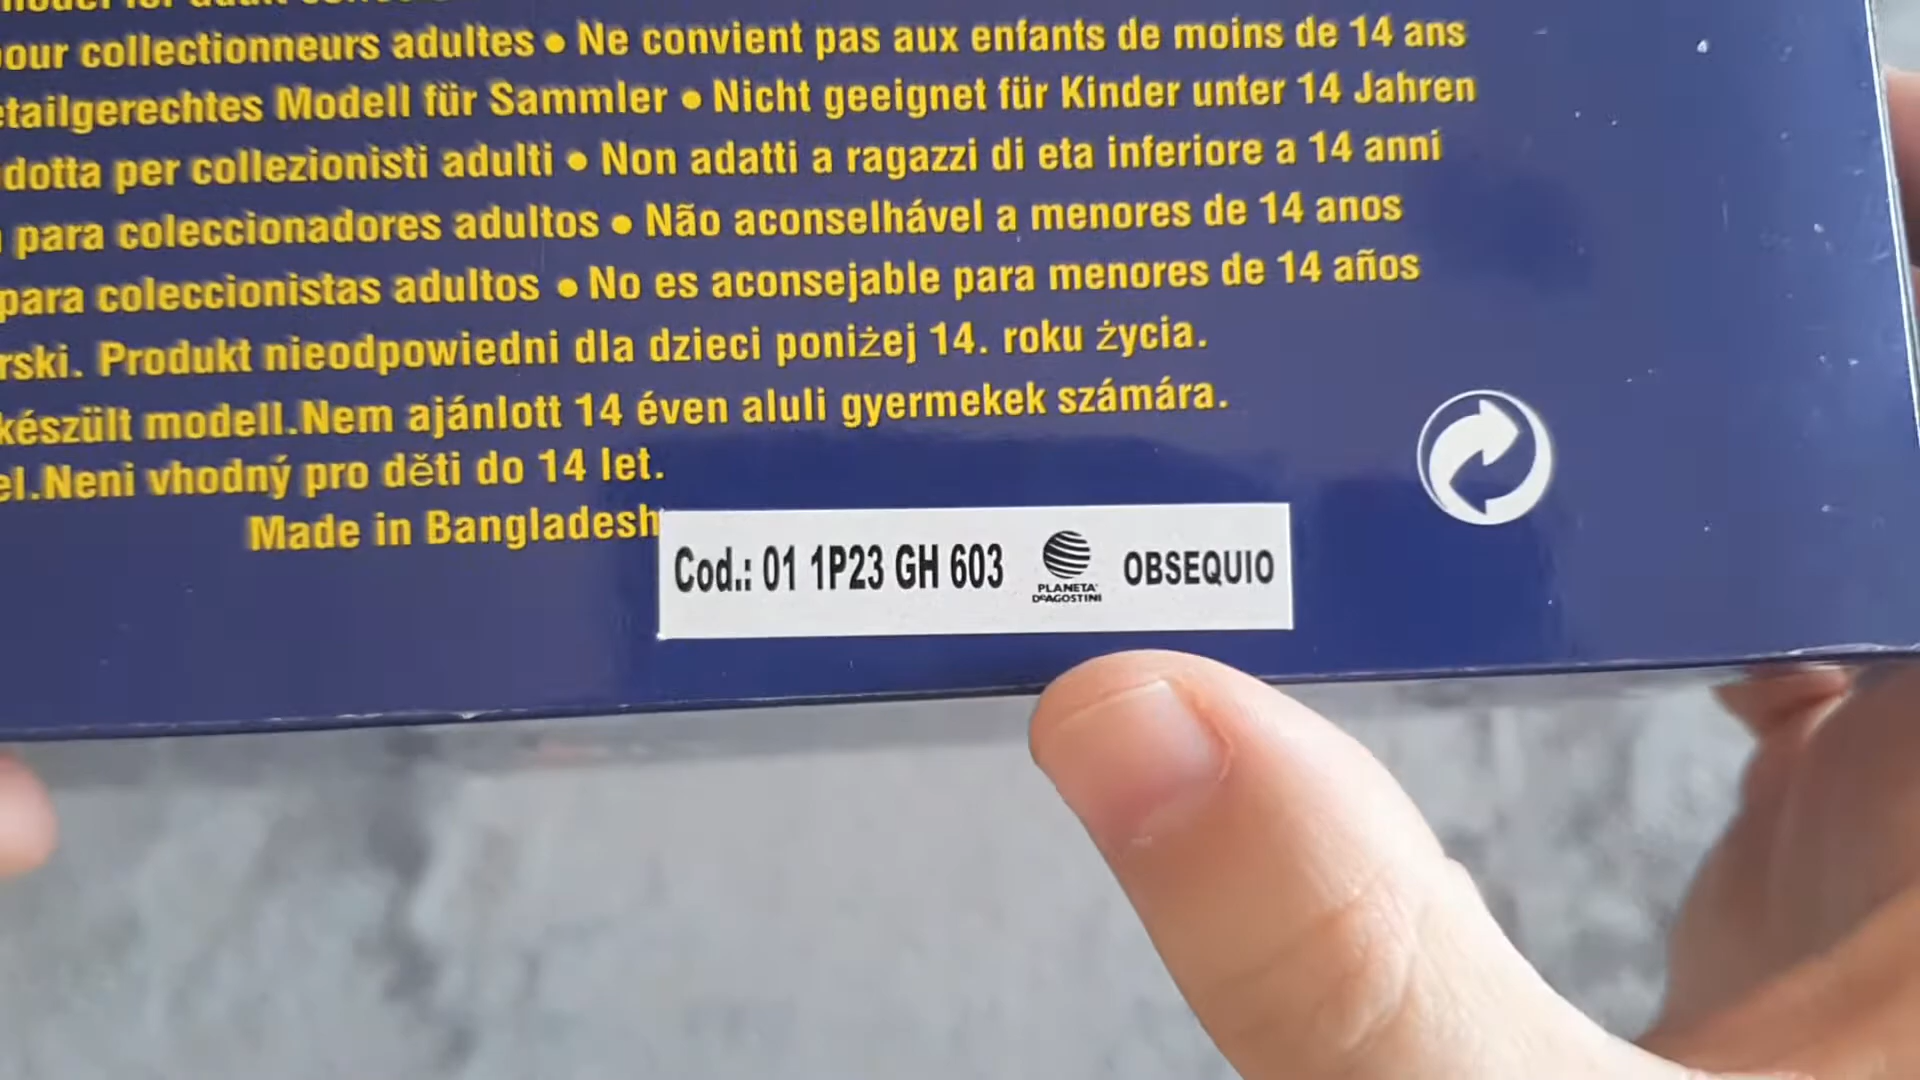 pour collectionneurs adultes • Ne convient pas aux enfants de moins de 14 ans
etailgerechtes Modell für Sammler • Nicht geeignet für Kinder unter 14 Jahren
dotta per collezionisti adulti • Non adatti a ragazzi di eta inferiore a 14 anni
para coleccionadores adultos • Não aconselhável a menores de 14 anos
para coleccionistas adultos • No es aconsejable para menores de 14 años
rski. Produkt nieodpowiedni dla dzieci poniżej 14. roku życia.
készült modell.Nem ajánlott 14 éven aluli gyermekek számára.
el.Neni vhodný pro děti do 14 let.
Made in Bangladesh
Cod.: 01 1P23 GH 603 PLANETA DeAGOSTINI OBSEQUIO